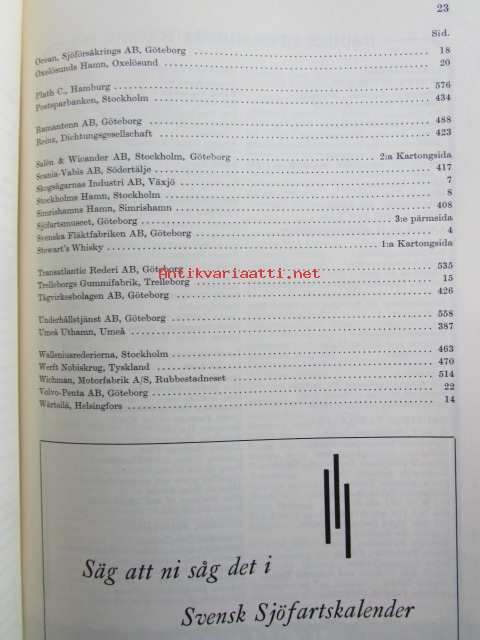 23
Sid.
Ocean, Sjöförsäkrings AB, Göteborg 18
Oxelösunds Hamn, Oxelösund 20
Plath C., Hamburg 576
Postsparbanken, Stockholm 434
Ramantenn AB, Göteborg 488
Reinz, Dichtungsgesellschaft 423
Salén & Wicander AB, Stockholm, Göteborg 2:a Kartongsida
Scania-Vabis AB, Södertälje 417
Skogsägarnas Industri AB, Växjö 7
Stockholms Hamn, Stockholm 8
Simrishamns Hamn, Simrishamn 408
Sjöfartsmuseet, Göteborg 3:e pärmsida
Svenska Fläktfabriken AB, Göteborg 4
Stewart's Whisky 1:a Kartongsida
Transatlantic Rederi AB, Göteborg 535
Antikvariaatti.net
Trelleborgs Gummifabrik, Trelleborg 15
Tågvirkesbolagen AB, Göteborg 426
Underhållstjänst AB, Göteborg 558
Umeå Uthamn, Umeå 387
Walleniusrederierna, Stockholm 463
Werft Nobiskrug, Tyskland 470
Wichman, Motorfabrik A/S, Rubbestadneset 514
Volvo-Penta AB, Göteborg 22
Wärtsilä, Helsingfors 14
Säg att ni såg det i
Svensk Sjöfartskalender